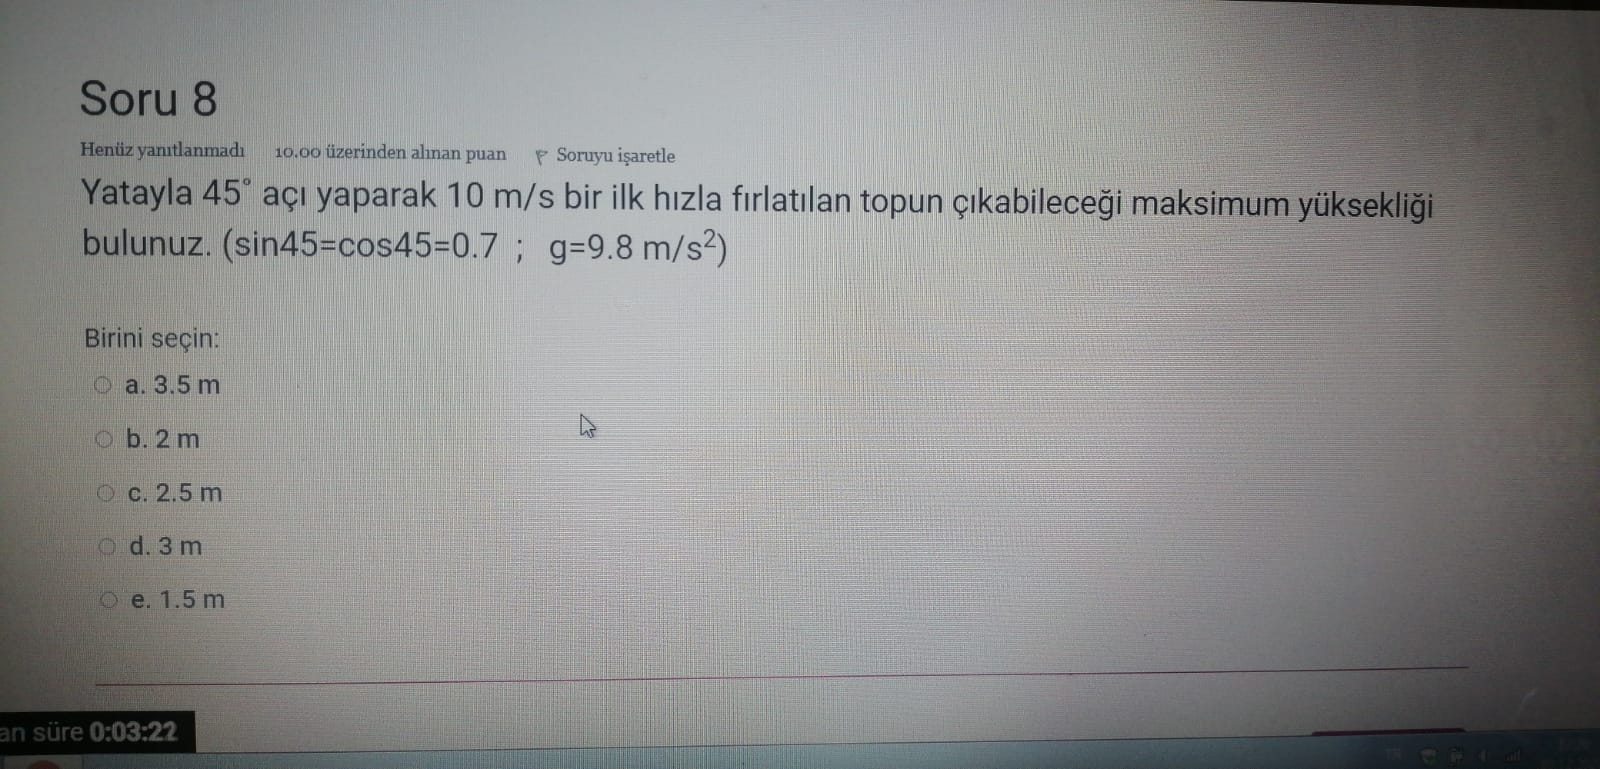 Soru 8
Henüz yanıtlanmadı 10.00 üzerinden alınan puan Soruyu işaretle
Yatayla 45° açı yaparak 10 m/s bir ilk hızla fırlatılan topun çıkabileceği maksimum yüksekliği
bulunuz. (sin45=cos45=0.7 ; g=9.8 m/s²)
Birini seçin:
a. 3.5 m
b. 2 m
c. 2.5 m
d. 3 m
e. 1.5 m
an süre 0:03:22